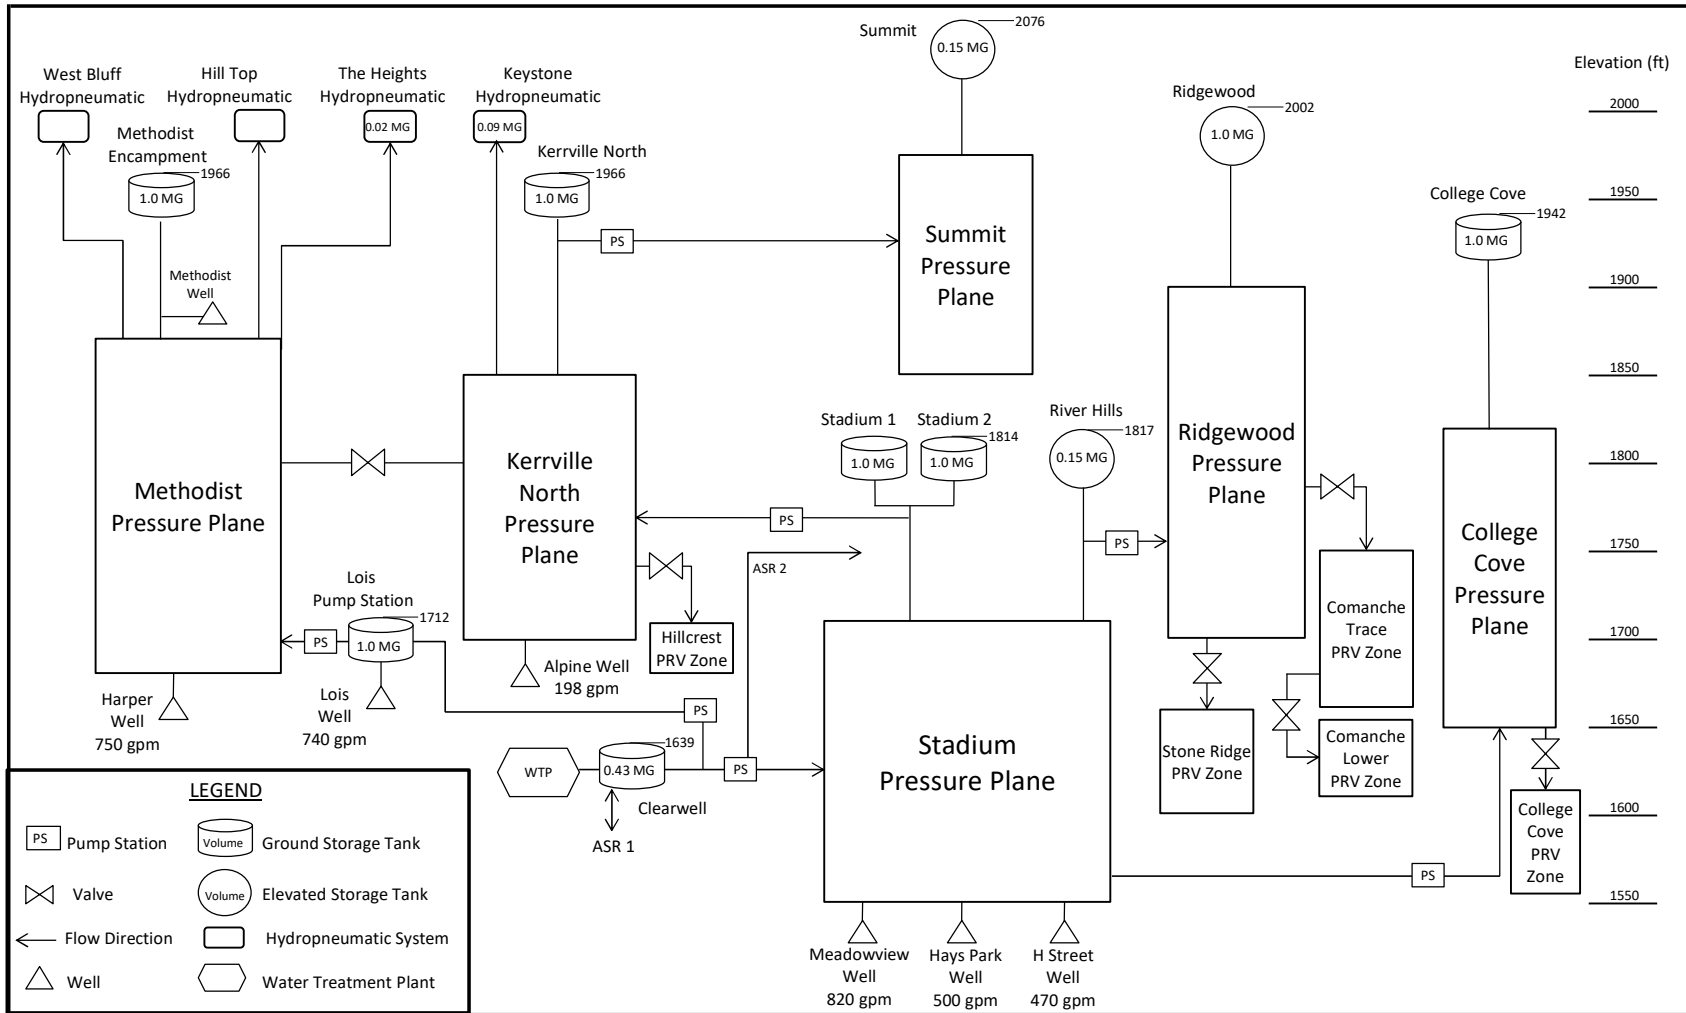 Summit
2076
0.15 MG
Elevation (ft)
West Bluff
Hydropneumatic
Hill Top
Hydropneumatic
The Heights
Hydropneumatic
0.02 MG
Keystone
Hydropneumatic
0.09 MG
Methodist
Encampment
1966
1.0 MG
Kerrville North
1966
1.0 MG
Ridgewood
2002
1.0 MG
College Cove
1942
1.0 MG
2000
1950
1900
1850
1800
1750
1700
1650
1600
1550
PS
Summit
Pressure
Plane
Methodist
Well
Methodist
Pressure Plane
Kerrville
North
Pressure
Plane
Stadium 1
1.0 MG
Stadium 2
1814
1.0 MG
River Hills
1817
0.15 MG
Ridgewood
Pressure
Plane
College
Cove
Pressure
Plane
PS
PS
ASR 2
Lois
Pump Station
1712
PS
1.0 MG
Hillcrest
PRV Zone
Comanche
Trace
PRV Zone
Harper
Well
750 gpm
Lois
Well
740 gpm
Alpine Well
198 gpm
PS
Stone Ridge
PRV Zone
Comanche
Lower
PRV Zone
WTP
1639
0.43 MG
PS
Clearwell
ASR 1
Stadium
Pressure Plane
College
Cove
PRV
Zone
PS
Meadowview
Well
820 gpm
Hays Park
Well
500 gpm
H Street
Well
470 gpm
LEGEND
PS
Pump Station
Volume
Ground Storage Tank
Valve
Volume
Elevated Storage Tank
Flow Direction
Hydropneumatic System
Well
Water Treatment Plant